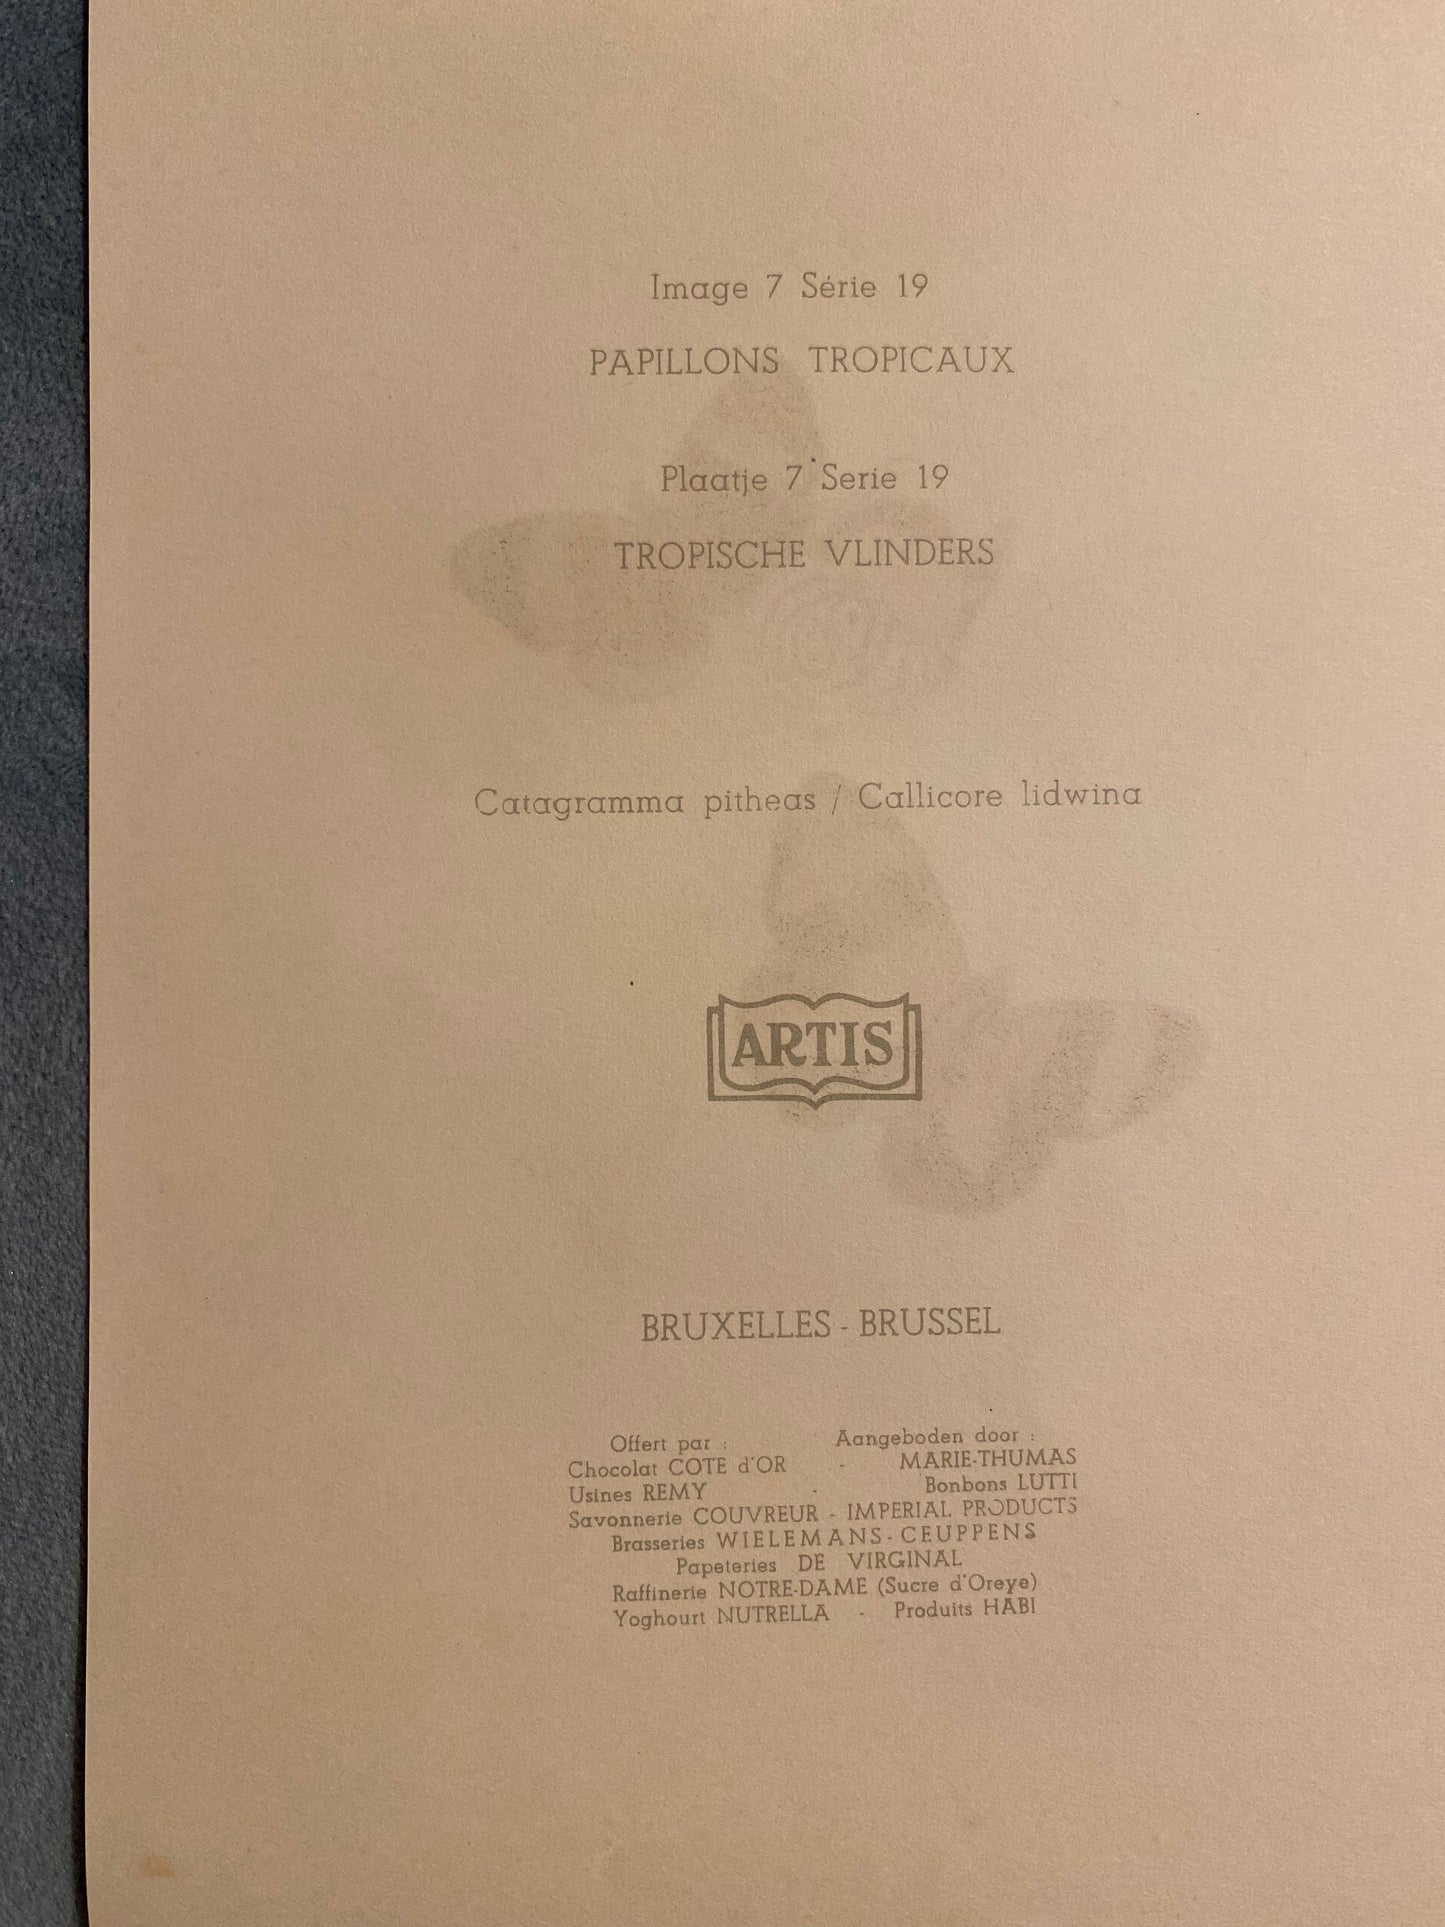 Image 7 Série 19
PAPILLONS TROPICAUX
Plaatje 7 Serie 19
TROPISCHE VLINDERS
Catagramma pitheas / Callicore lidwina
ARTIS
BRUXELLES - BRUSSEL
Offert par : Aangeboden door :
Chocolat COTE d'OR - MARIE-THUMAS
Usines REMY - Bonbons LUTTI
Savonnerie COUVREUR - IMPERIAL PRODUCTS
Brasseries WIELEMANS - CEUPPENS
Papeteries DE VIRGINAL
Raffinerie NOTRE-DAME (Sucre d'Oreye)
Yoghourt NUTRELLA - Produits HABI